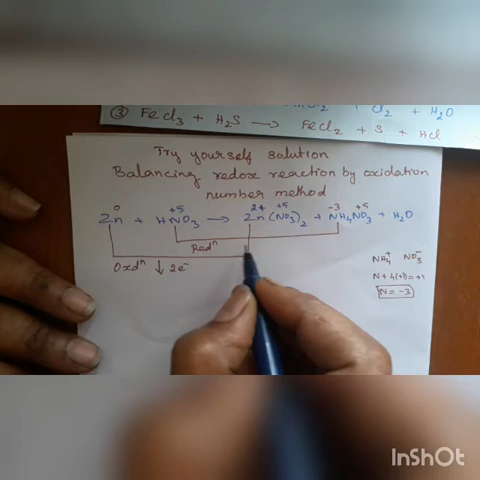 ③ FeCl₃ + H₂S ⟶ FeCl₂ + S + HCl
Cl₂ + H₂O
Try yourself solution
Balancing redox reaction by oxidation
number method
0 +5 2+ +5 -3 +5
Zn + HNO₃ ⟶ Zn(NO₃)₂ + NH₄NO₃ + H₂O
Redⁿ
Oxdⁿ ↓ 2e⁻
NH₄⁺ NO₃⁻
N + 4(+1) = +1
N = -3
InShOt